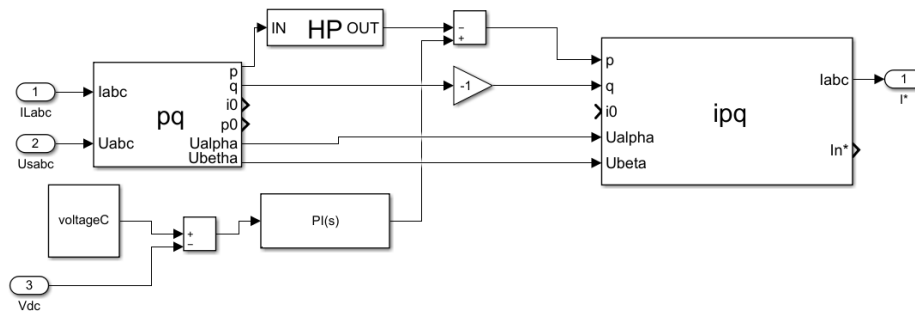 IN HP OUT
−
+
1
ILabc
2
Usabc
Iabc
Uabc
pq
p
q
i0
p0
Ualpha
Ubetha
-1
p
q
i0
Ualpha
Ubeta
ipq
Iabc
In*
1
I*
voltageC
+
−
PI(s)
3
Vdc